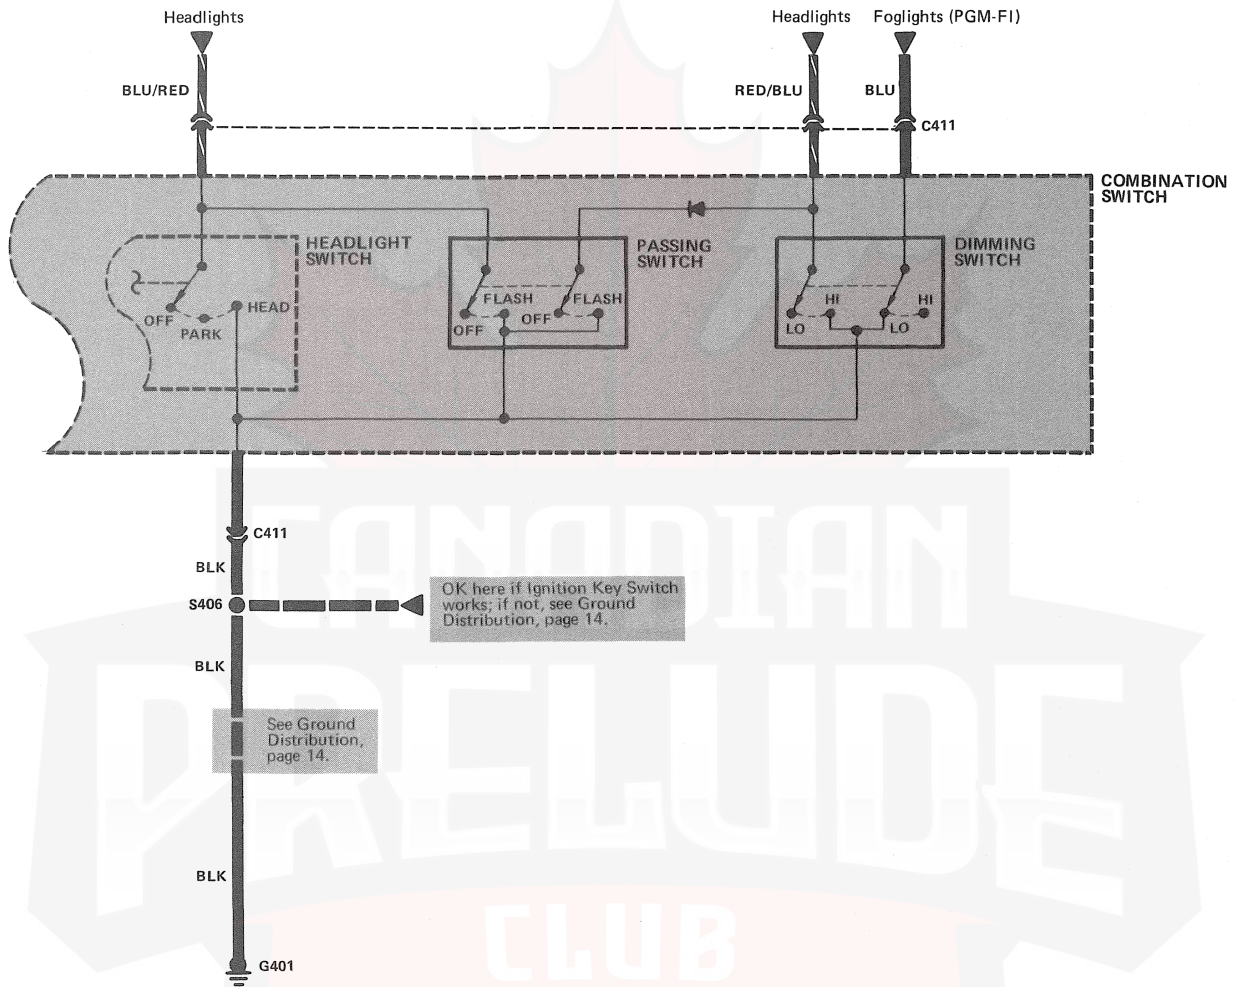 Headlights
Headlights
Foglights (PGM-FI)
BLU/RED
RED/BLU
BLU
C411
COMBINATION
SWITCH
HEADLIGHT
SWITCH
PASSING
SWITCH
DIMMING
SWITCH
OFF
PARK
HEAD
OFF
FLASH
OFF
FLASH
LO
HI
LO
HI
C411
BLK
S406
OK here if Ignition Key Switch
works; if not, see Ground
Distribution, page 14.
BLK
See Ground
Distribution,
page 14.
BLK
G401
CANADIAN
PRELUDE
CLUB